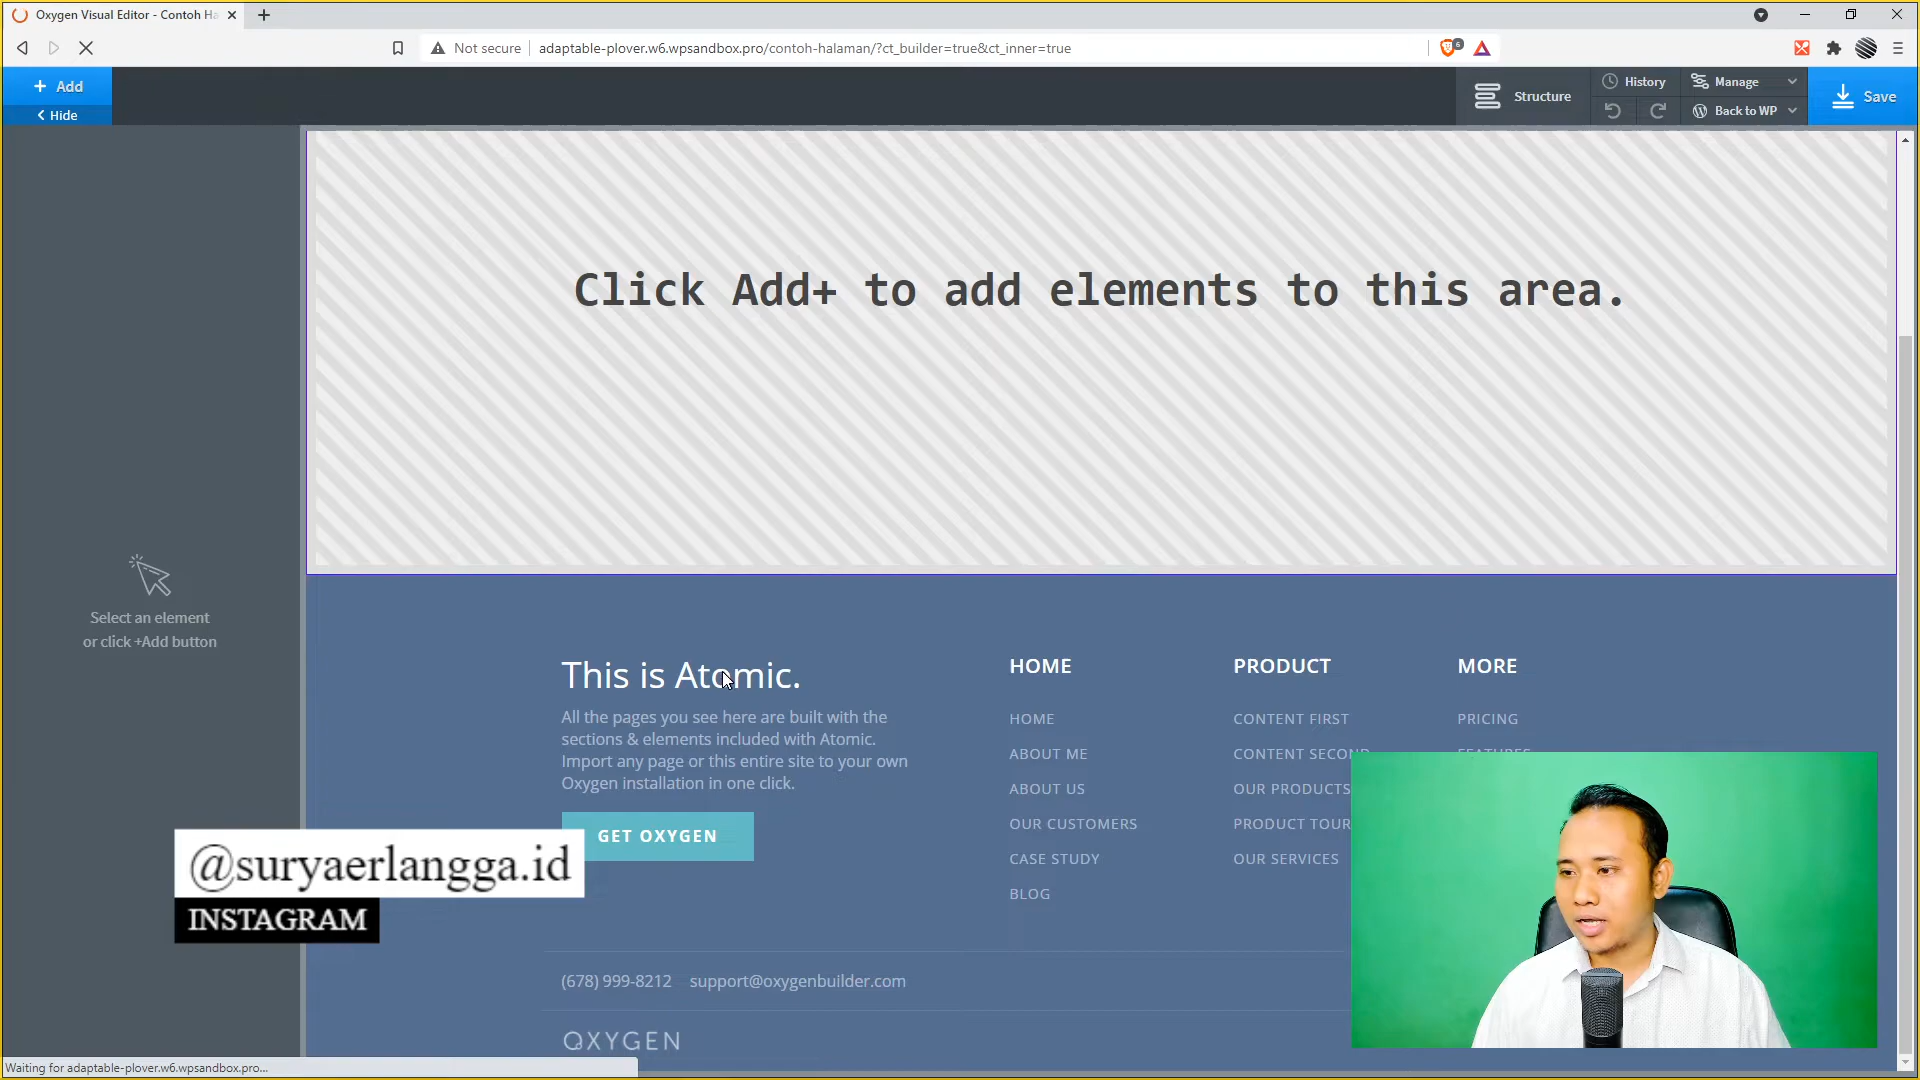 Oxygen Visual Editor - Contoh Ha
Not secure
adaptable-plover.w6.wpsandbox.pro/contoh-halaman/?ct_builder=true&ct_inner=true
6
+ Add
Hide
Structure
History
Manage
Back to WP
Save
Click Add+ to add elements to this area.
Select an element
or click +Add button
This is Atomic.
All the pages you see here are built with the
sections & elements included with Atomic.
Import any page or this entire site to your own
Oxygen installation in one click.
GET OXYGEN
HOME
HOME
ABOUT ME
ABOUT US
OUR CUSTOMERS
CASE STUDY
BLOG
PRODUCT
CONTENT FIRST
CONTENT SECOND
OUR PRODUCTS
PRODUCT TOUR
OUR SERVICES
MORE
PRICING
FEATURES
@suryaerlangga.id
INSTAGRAM
(678) 999-8212
support@oxygenbuilder.com
OXYGEN
Waiting for adaptable-plover.w6.wpsandbox.pro...